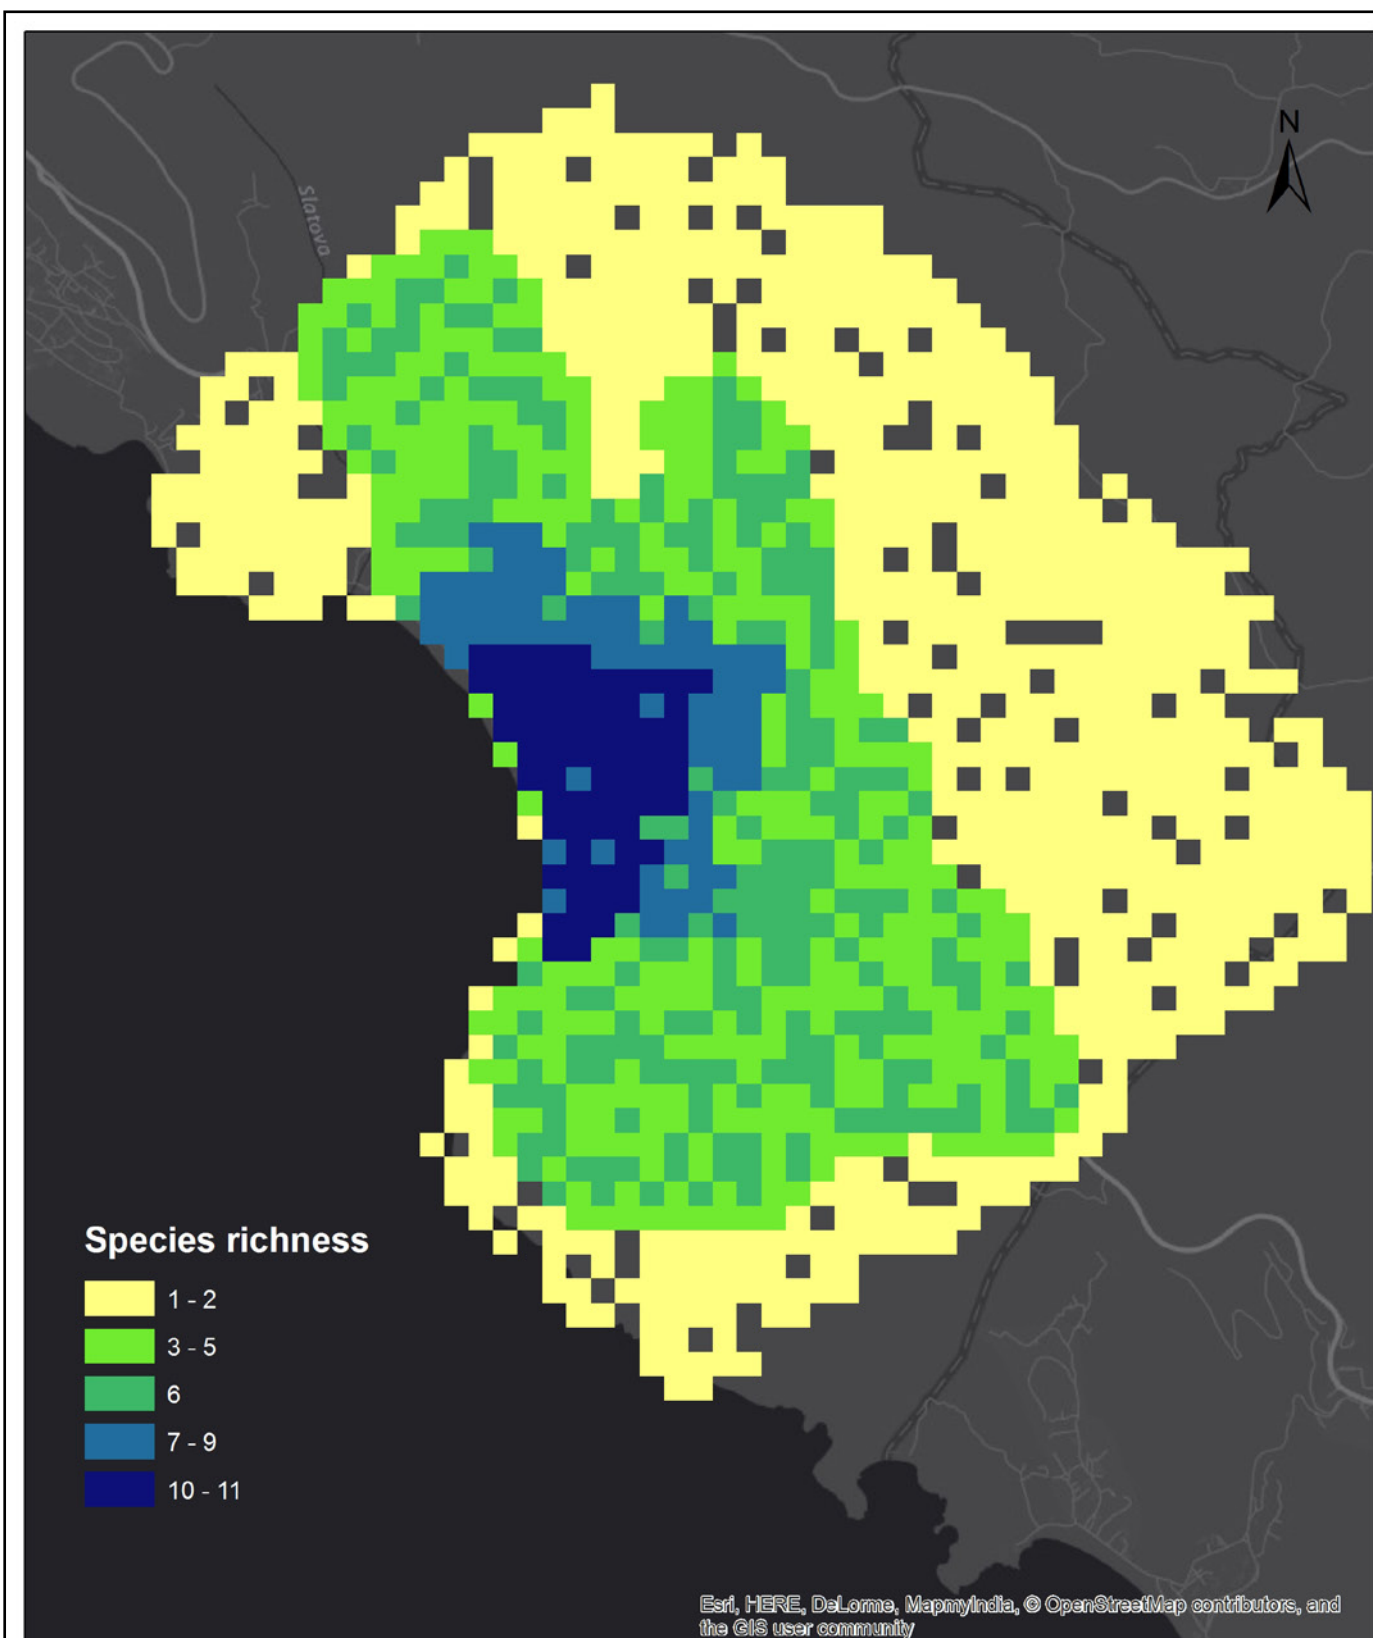 N
Slatova
Species richness
1 - 2
3 - 5
6
7 - 9
10 - 11
Esri, HERE, DeLorme, MapmyIndia, © OpenStreetMap contributors, and
the GIS user community